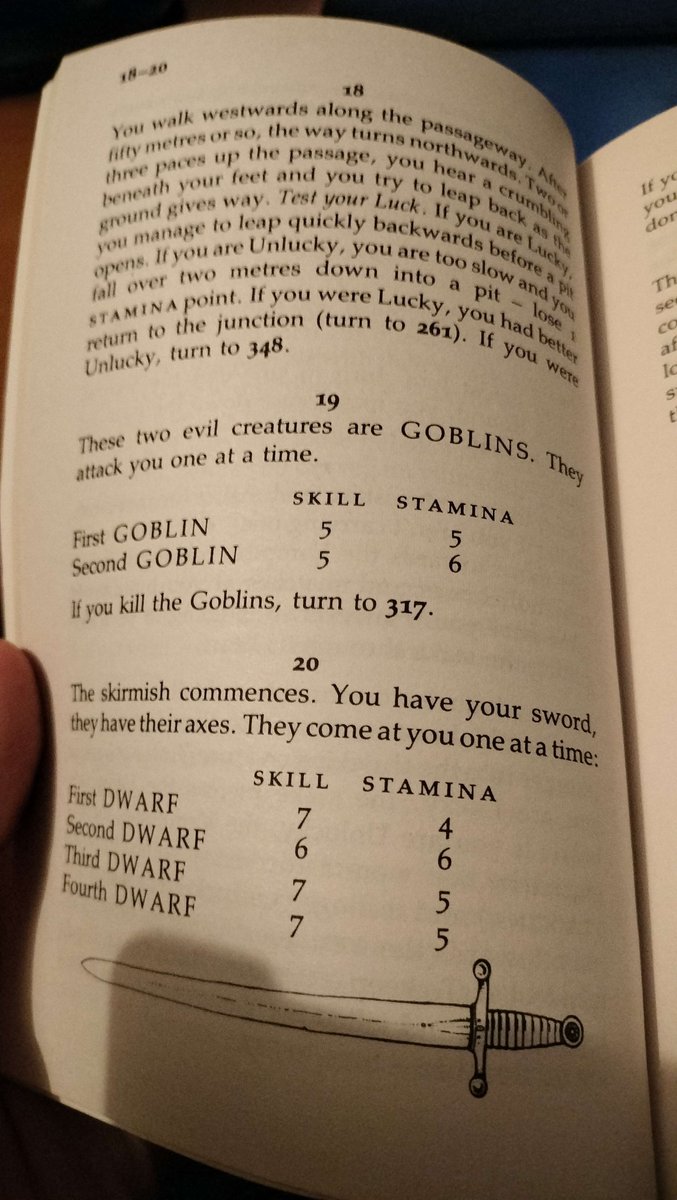 18–20
18
You walk westwards along the passageway. After
fifty metres or so, the way turns northwards. Two or
three paces up the passage, you hear a crumbling
beneath your feet and you try to leap back as the
ground gives way. Test your Luck. If you are Lucky,
you manage to leap quickly backwards before a pit
opens. If you are Unlucky, you are too slow and you
fall over two metres down into a pit – lose 1
STAMINA point. If you were Lucky, you had better
return to the junction (turn to 261). If you were
Unlucky, turn to 348.
19
These two evil creatures are GOBLINS. They
attack you one at a time.
SKILL STAMINA
First GOBLIN 5 5
Second GOBLIN 5 6
If you kill the Goblins, turn to 317.
20
The skirmish commences. You have your sword,
they have their axes. They come at you one at a time:
SKILL STAMINA
First DWARF 7 4
Second DWARF 6 6
Third DWARF 7 5
Fourth DWARF 7 5
If
you
Th